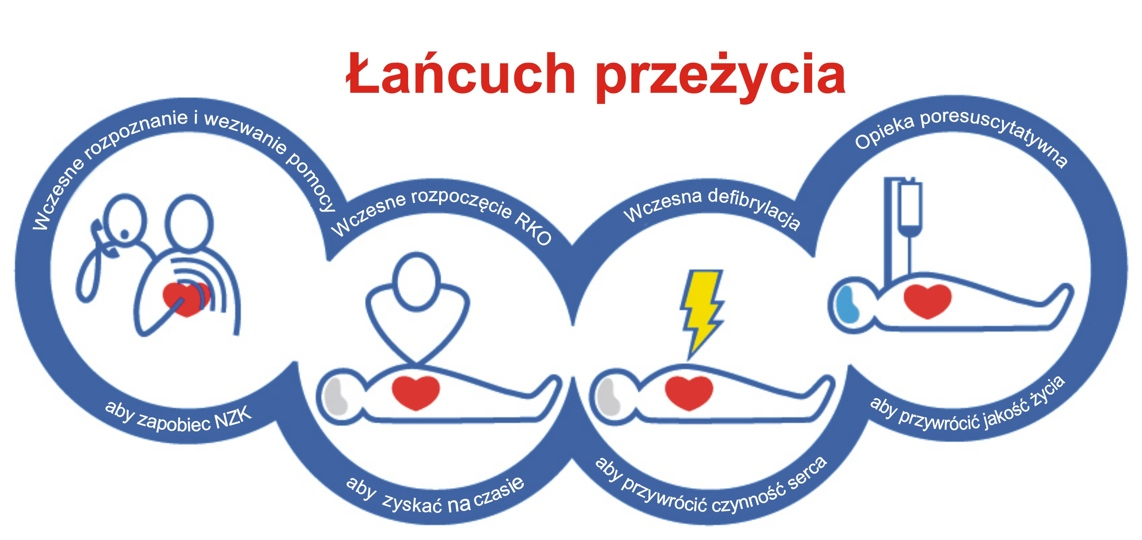 Łańcuch przeżycia
Wczesne rozpoznanie i wezwanie pomocy
aby zapobiec NZK
Wczesne rozpoczęcie RKO
aby zyskać na czasie
Wczesna defibrylacja
aby przywrócić czynność serca
Opieka poresuscytatywna
aby przywrócić jakość życia